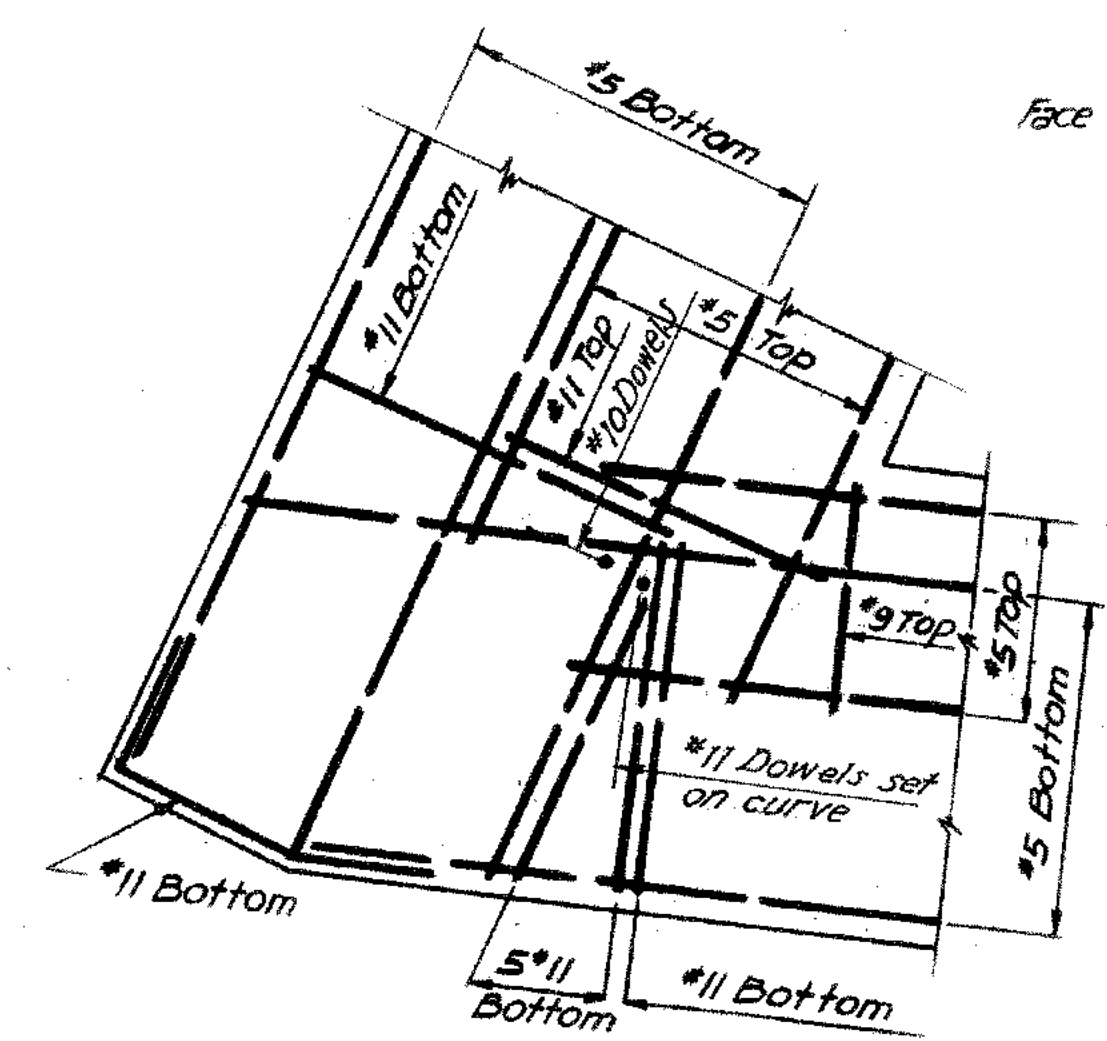 #5 Bottom
Face
#11 Bottom
#11 Top
#10 Dowels
#5 Top
#9 Top
#5 Top
#5 Bottom
#11 Dowels set
on curve
#11 Bottom
5#11
Bottom
#11 Bottom